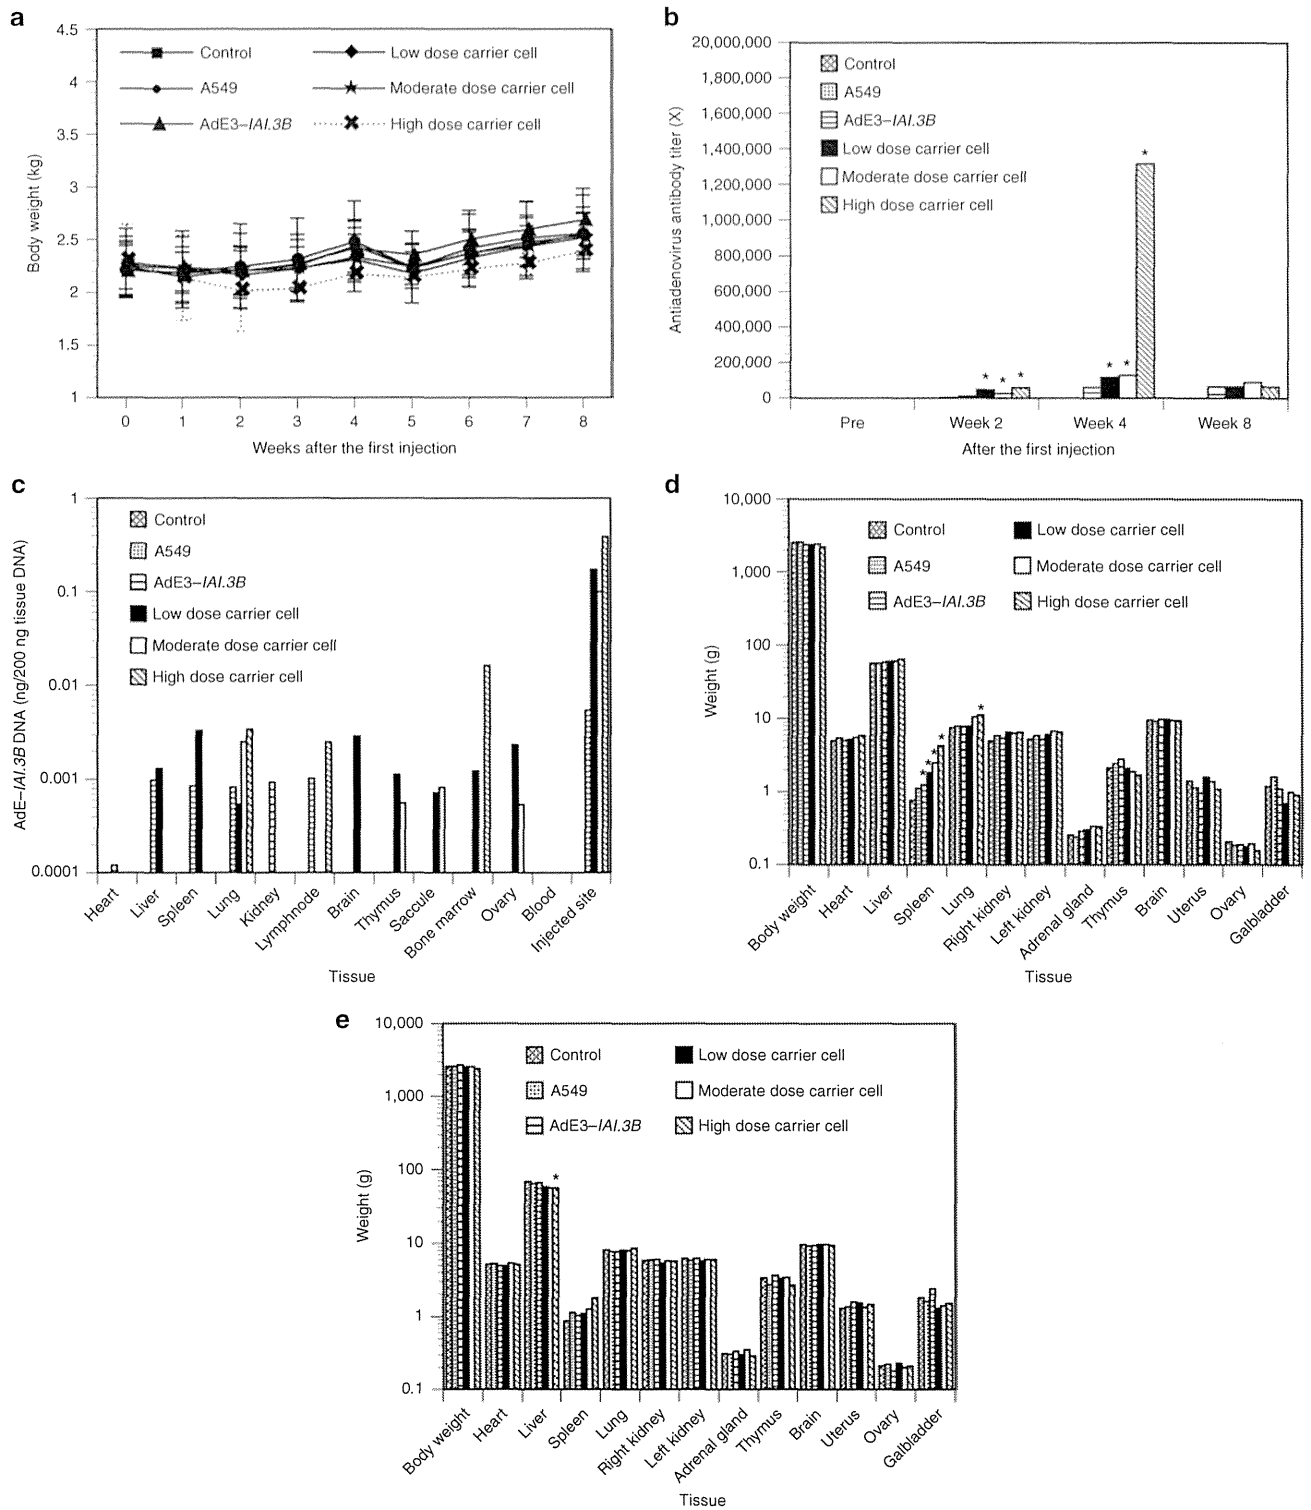 a
4.5
4
3.5
3
2.5
2
1.5
1
Body weight (kg)
Control
Low dose carrier cell
A549
Moderate dose carrier cell
AdE3–IAI.3B
High dose carrier cell
0 1 2 3 4 5 6 7 8
Weeks after the first injection
b
20,000,000
1,800,000
1,600,000
1,400,000
1,200,000
1,000,000
800,000
600,000
400,000
200,000
0
Antiadenovirus antibody titer (X)
Control
A549
AdE3–IAI.3B
Low dose carrier cell
Moderate dose carrier cell
High dose carrier cell
*
* * *
* *
Pre Week 2 Week 4 Week 8
After the first injection
c
1
0.1
0.01
0.001
0.0001
AdE–IAI.3B DNA (ng/200 ng tissue DNA)
Control
A549
AdE3–IAI.3B
Low dose carrier cell
Moderate dose carrier cell
High dose carrier cell
Heart
Liver
Spleen
Lung
Kidney
Lymphnode
Brain
Thymus
Saccule
Bone marrow
Ovary
Blood
Injected site
Tissue
d
10,000
1,000
100
10
1
0.1
Weight (g)
Control
Low dose carrier cell
A549
Moderate dose carrier cell
AdE3–IAI.3B
High dose carrier cell
* * * *
*
Body weight
Heart
Liver
Spleen
Lung
Right kidney
Left kidney
Adrenal gland
Thymus
Brain
Uterus
Ovary
Galbladder
Tissue
e
10,000
1,000
100
10
1
0.1
Weight (g)
Control
Low dose carrier cell
A549
Moderate dose carrier cell
AdE3–IAI.3B
High dose carrier cell
*
Body weight
Heart
Liver
Spleen
Lung
Right kidney
Left kidney
Adrenal gland
Thymus
Brain
Uterus
Ovary
Galbladder
Tissue